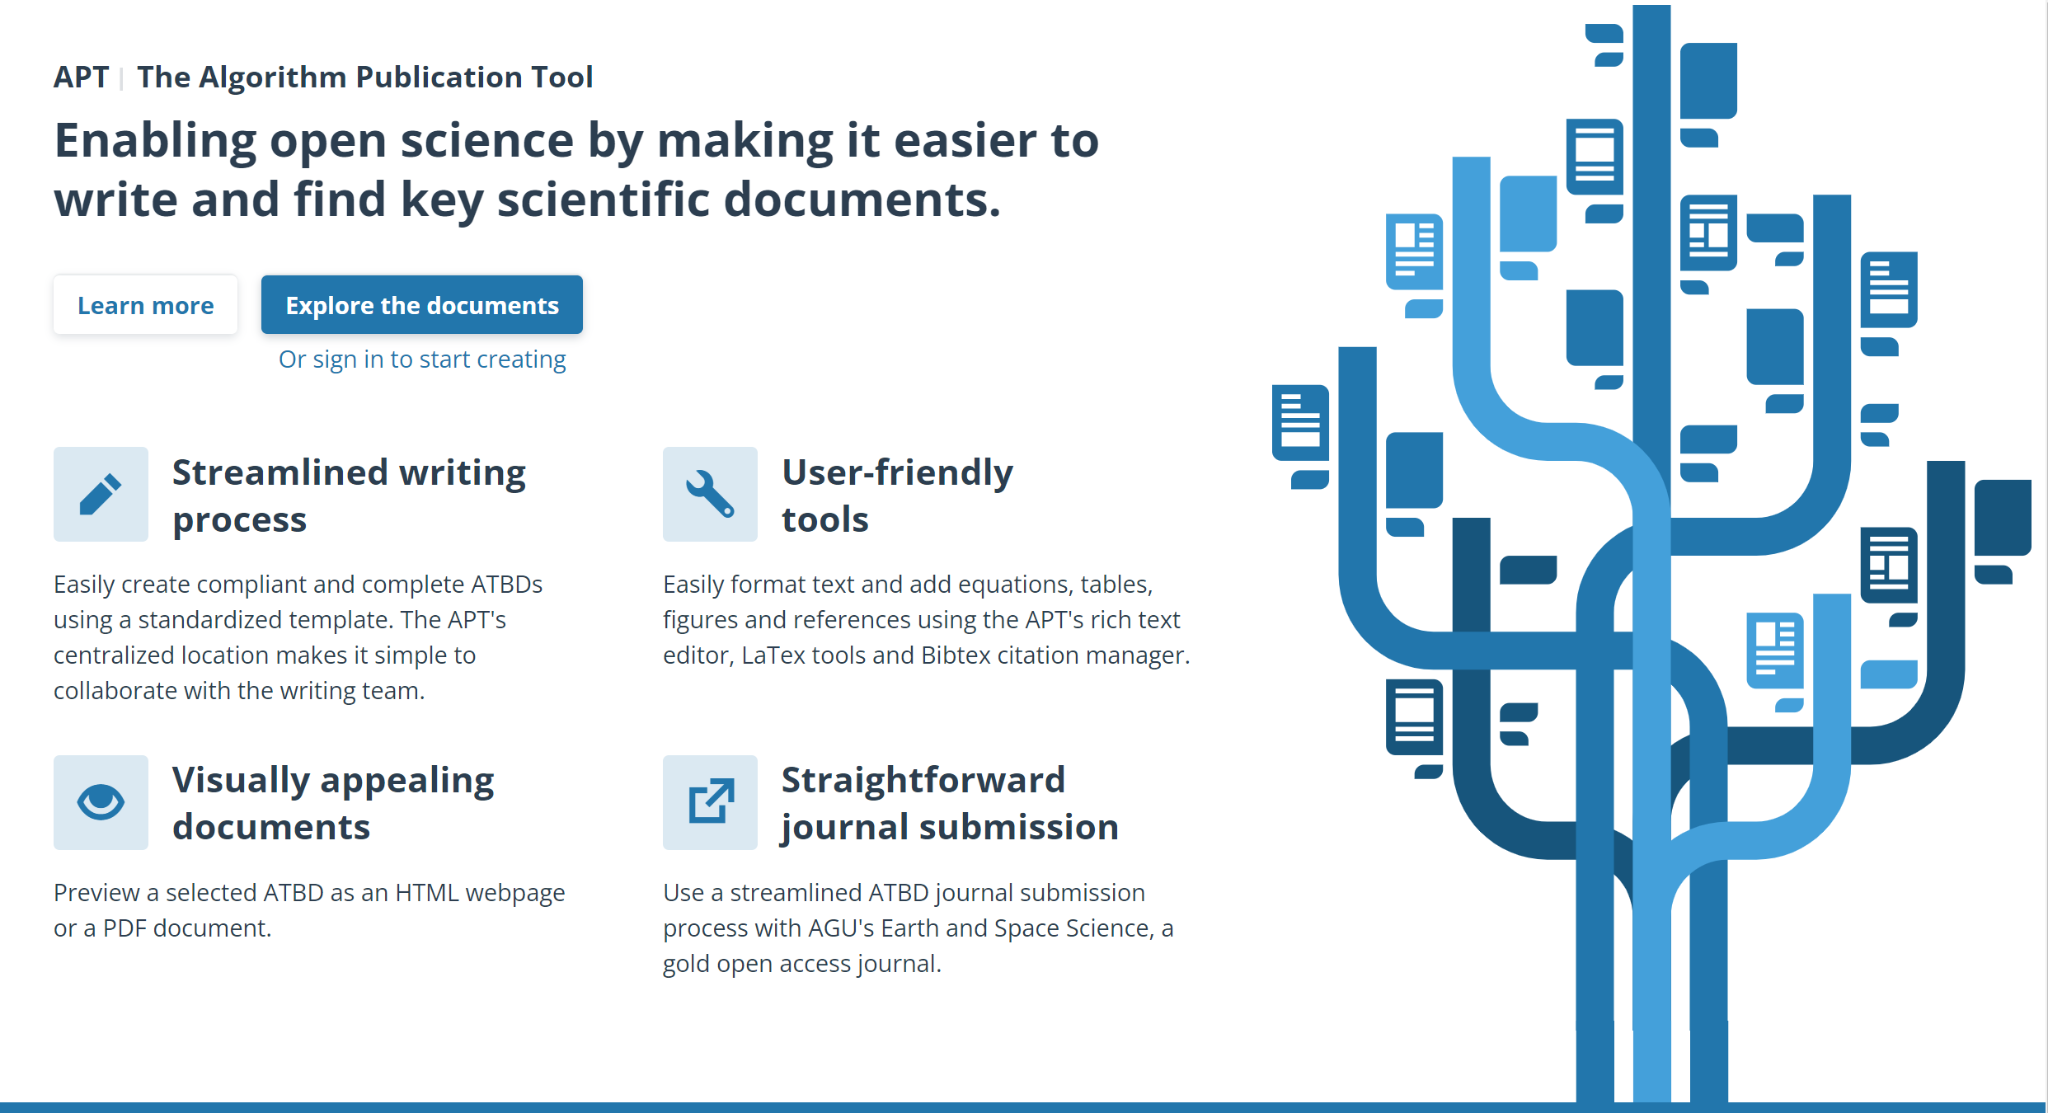 APT | The Algorithm Publication Tool
Enabling open science by making it easier to
write and find key scientific documents.
Learn more
Explore the documents
Or sign in to start creating
Streamlined writing
process
Easily create compliant and complete ATBDs
using a standardized template. The APT's
centralized location makes it simple to
collaborate with the writing team.
User-friendly
tools
Easily format text and add equations, tables,
figures and references using the APT's rich text
editor, LaTex tools and Bibtex citation manager.
Visually appealing
documents
Preview a selected ATBD as an HTML webpage
or a PDF document.
Straightforward
journal submission
Use a streamlined ATBD journal submission
process with AGU's Earth and Space Science, a
gold open access journal.